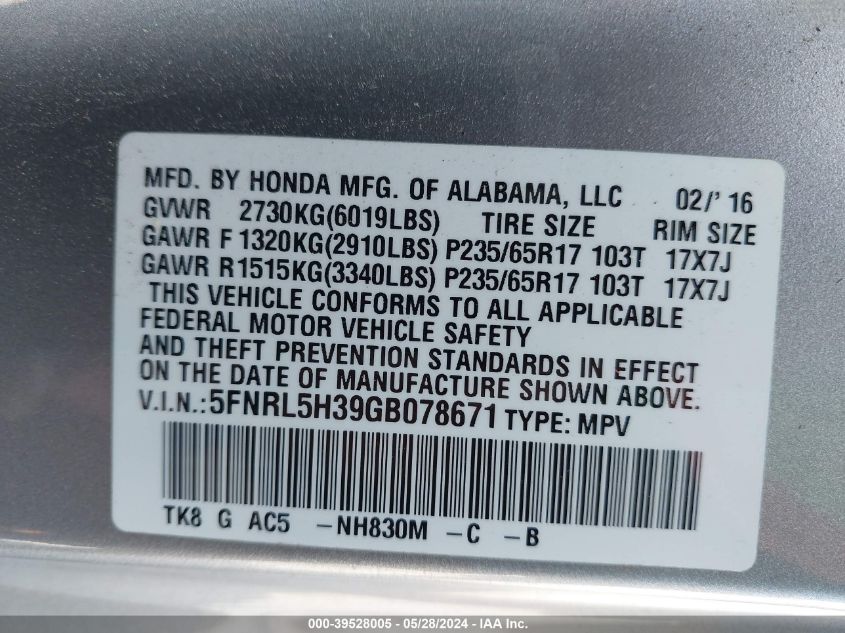 MFD. BY HONDA MFG. OF ALABAMA, LLC 02/' 16
GVWR 2730KG(6019LBS) TIRE SIZE RIM SIZE
GAWR F 1320KG(2910LBS) P235/65R17 103T 17X7J
GAWR R1515KG(3340LBS) P235/65R17 103T 17X7J
THIS VEHICLE CONFORMS TO ALL APPLICABLE
FEDERAL MOTOR VEHICLE SAFETY
AND THEFT PREVENTION STANDARDS IN EFFECT
ON THE DATE OF MANUFACTURE SHOWN ABOVE.
V.I.N.:5FNRL5H39GB078671 TYPE: MPV
TK8 G AC5 -NH830M -C -B
000-39528005 - 05/28/2024 - IAA Inc.